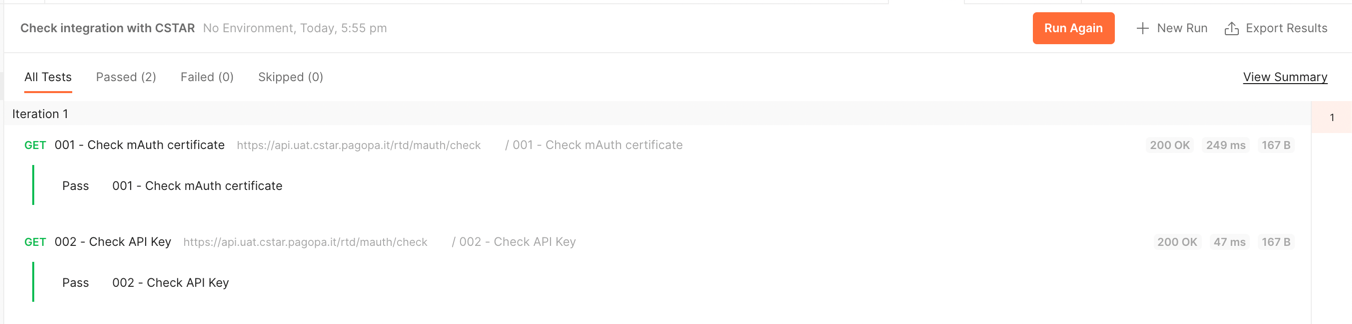 Check integration with CSTAR No Environment, Today, 5:55 pm Run Again + New Run Export Results
All Tests Passed (2) Failed (0) Skipped (0) View Summary
Iteration 1 1
GET 001 - Check mAuth certificate https://api.uat.cstar.pagopa.it/rtd/mauth/check / 001 - Check mAuth certificate 200 OK 249 ms 167 B
Pass 001 - Check mAuth certificate
GET 002 - Check API Key https://api.uat.cstar.pagopa.it/rtd/mauth/check / 002 - Check API Key 200 OK 47 ms 167 B
Pass 002 - Check API Key